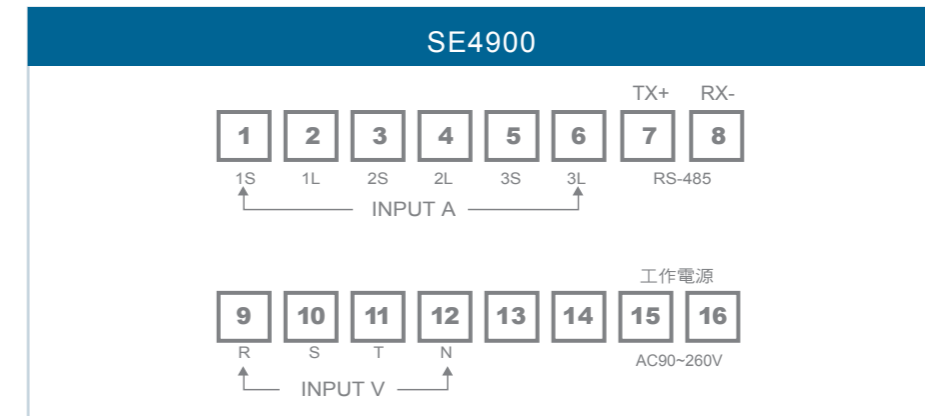 SE4900
TX+ RX-
1 2 3 4 5 6 7 8
1S 1L 2S 2L 3S 3L RS-485
INPUT A
工作電源
9 10 11 12 13 14 15 16
R S T N AC90~260V
INPUT V